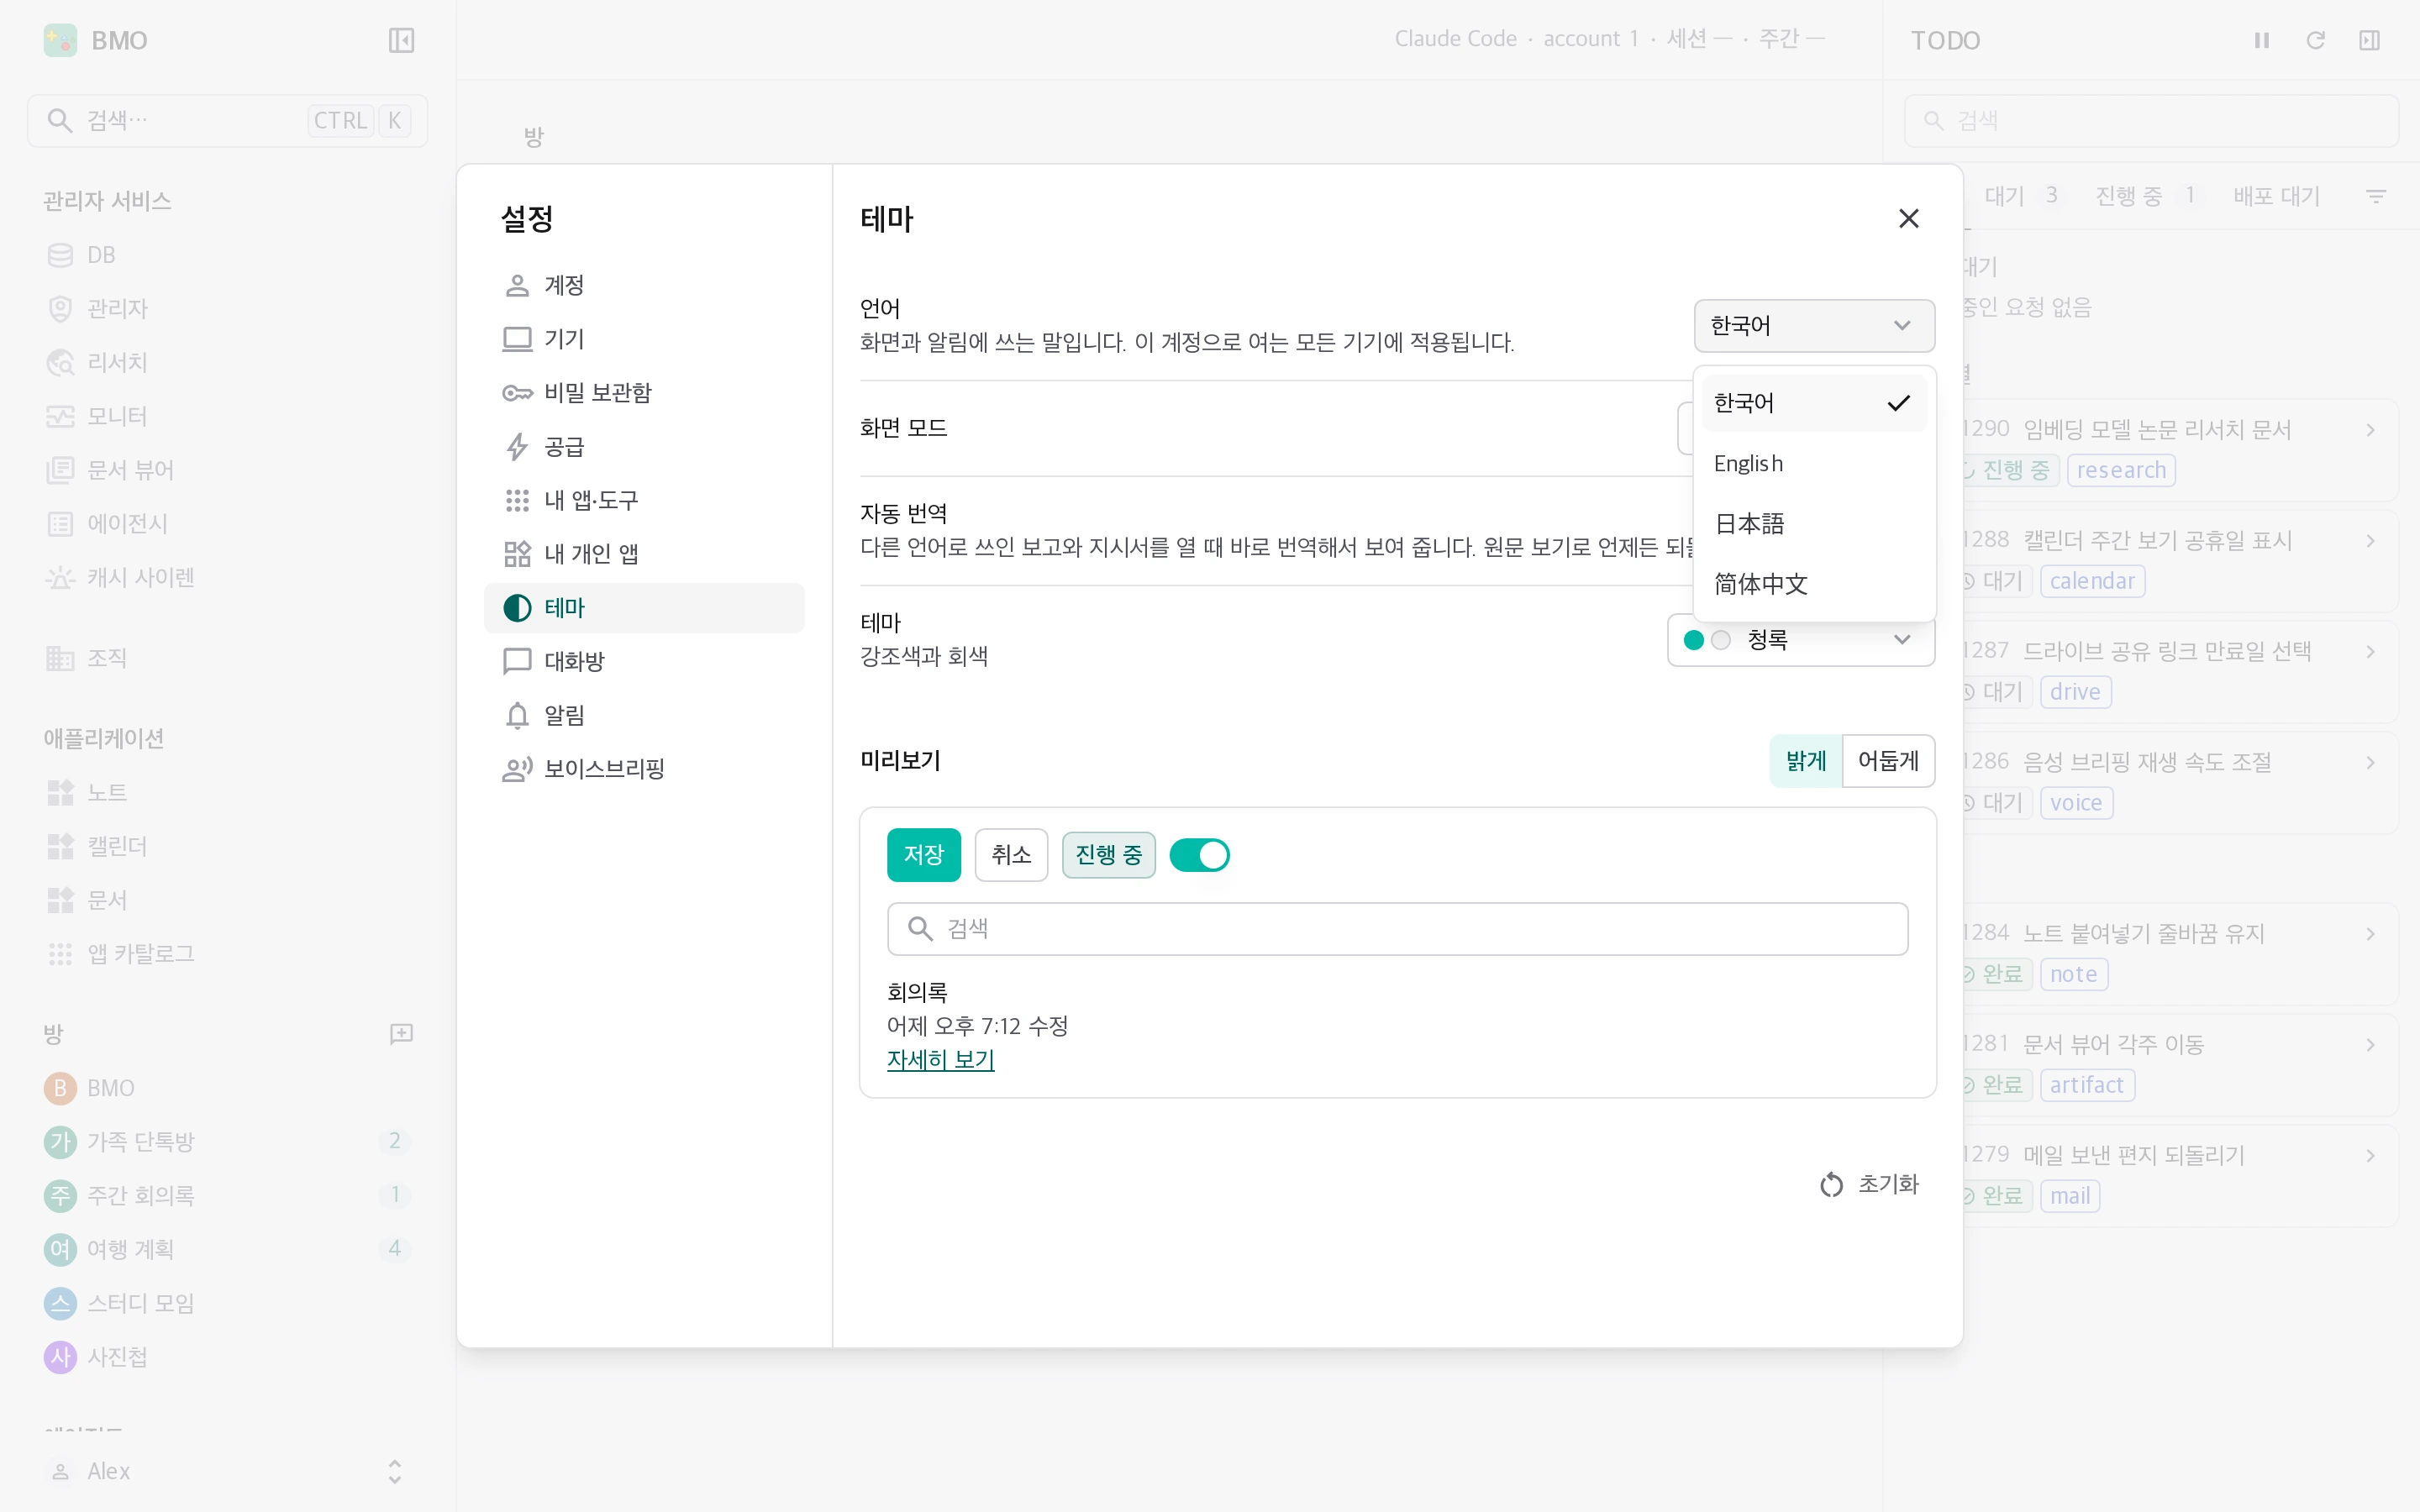 BMO
검색…
CTRL K
관리자 서비스
DB
관리자
리서치
모니터
문서 뷰어
에이전시
캐시 사이렌
조직
애플리케이션
노트
캘린더
문서
앱 카탈로그
방
B BMO
가 가족 단톡방 2
주 주간 회의록 1
여 여행 계획 4
스 스터디 모임
사 사진첩
Alex
Claude Code · account 1 · 세션 — · 주간 —
방
설정
계정
기기
비밀 보관함
공급
내 앱·도구
내 개인 앱
테마
대화방
알림
보이스브리핑
테마
언어
화면과 알림에 쓰는 말입니다. 이 계정으로 여는 모든 기기에 적용됩니다.
한국어
한국어
English
日本語
简体中文
화면 모드
자동 번역
다른 언어로 쓰인 보고와 지시서를 열 때 바로 번역해서 보여 줍니다. 원문 보기로 언제든
테마
강조색과 회색
청록
미리보기
밝게 어둡게
저장 취소 진행 중
검색
회의록
어제 오후 7:12 수정
자세히 보기
초기화
TODO
검색
대기 3 진행 중 1 배포 대기
대기
중인 요청 없음
1290 임베딩 모델 논문 리서치 문서
진행 중 research
1288 캘린더 주간 보기 공휴일 표시
대기 calendar
1287 드라이브 공유 링크 만료일 선택
대기 drive
1286 음성 브리핑 재생 속도 조절
대기 voice
1284 노트 붙여넣기 줄바꿈 유지
완료 note
1281 문서 뷰어 각주 이동
완료 artifact
1279 메일 보낸 편지 되돌리기
완료 mail